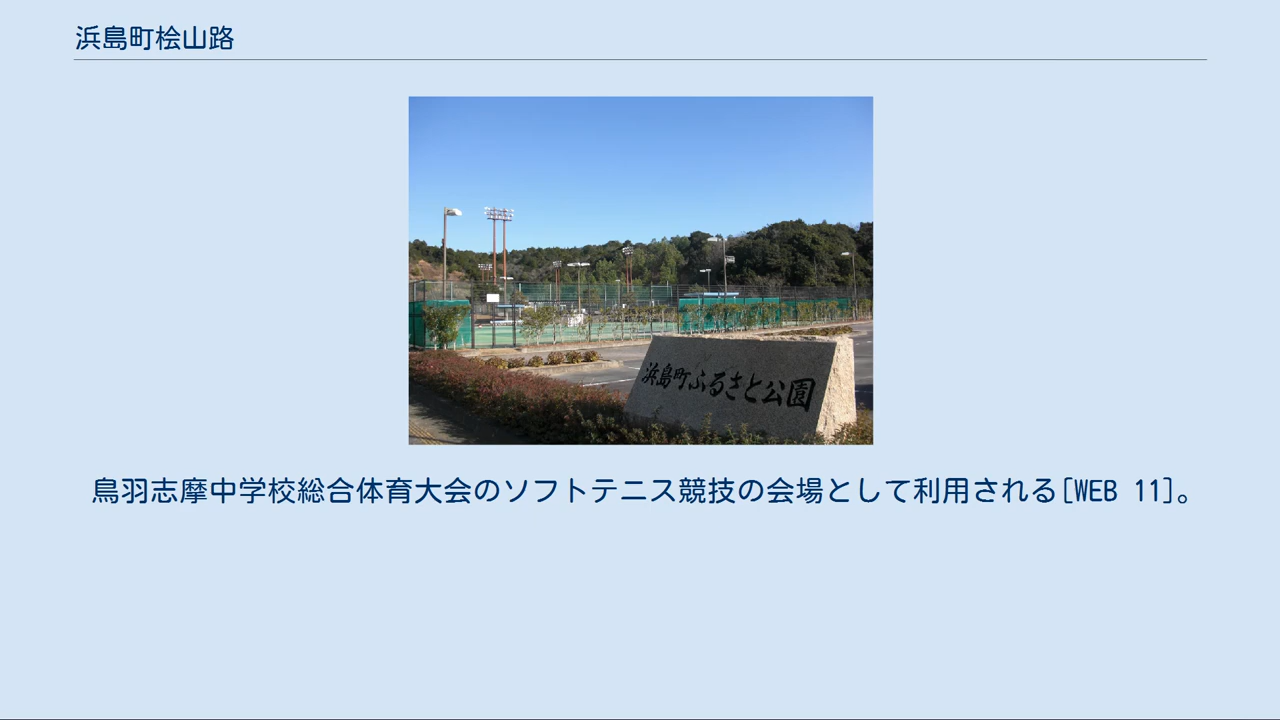 浜島町桧山路
浜島町ふるさと公園
鳥羽志摩中学校総合体育大会のソフトテニス競技の会場として利用される[WEB 11]。